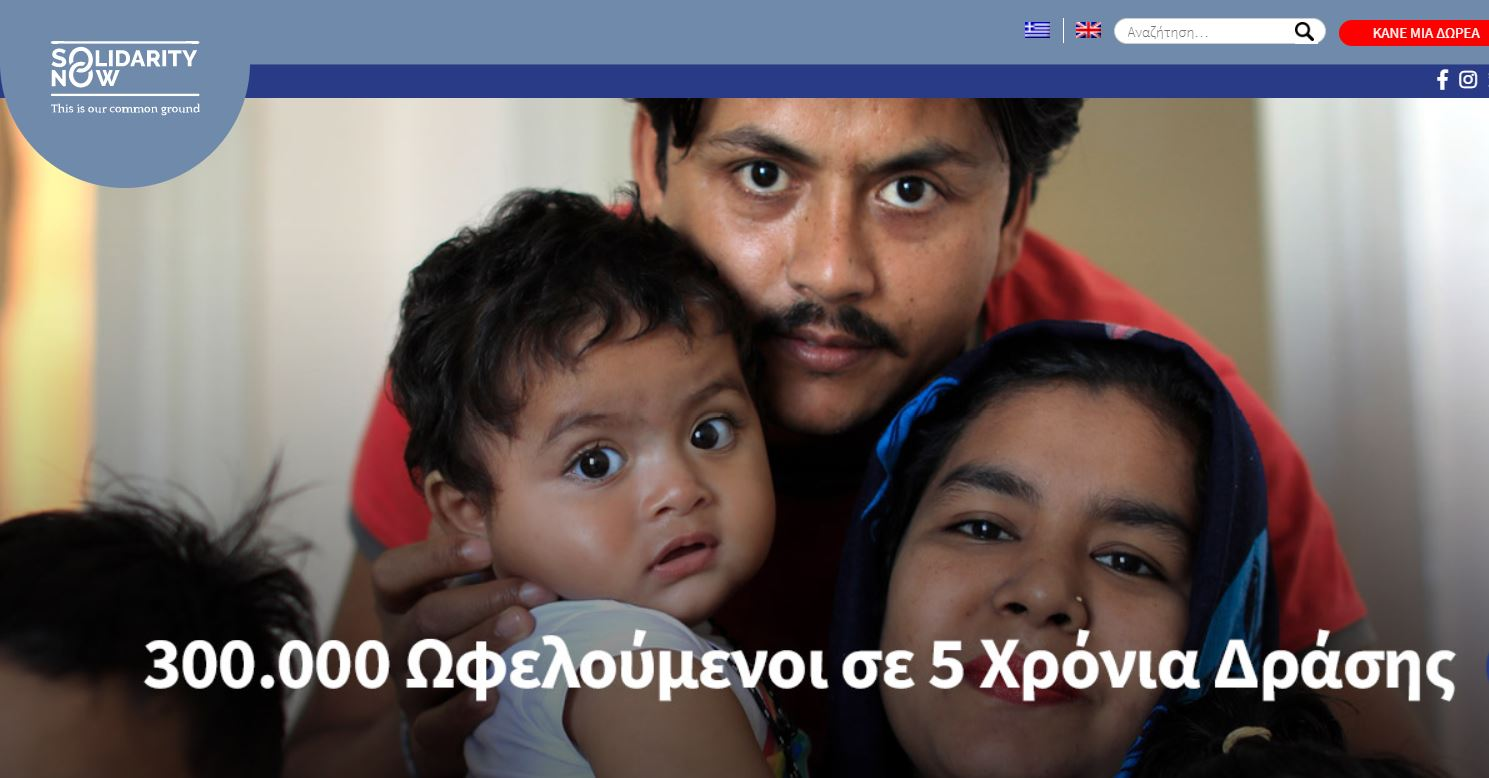 SOLIDARITY
NOW
This is our common ground
Αναζήτηση...
ΚΑΝΕ ΜΙΑ ΔΩΡΕΑ
300.000 Ωφελούμενοι σε 5 Χρόνια Δράσης